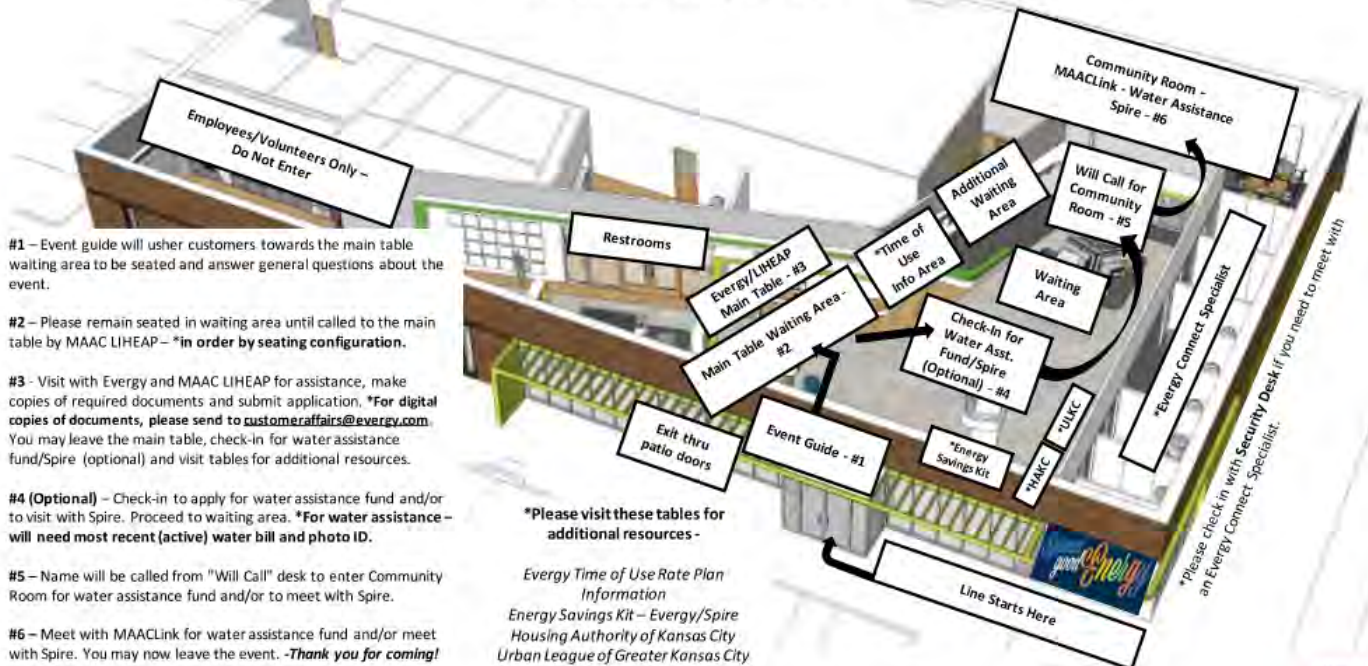 Employees/Volunteers Only –
Do Not Enter
Restrooms
Evergy/LIHEAP
Main Table - #3
Main Table Waiting Area -
#2
*Time of
Use
Info Area
Additional
Waiting
Area
Community Room -
MAACLink - Water Assistance
Spire - #6
Will Call for
Community
Room - #5
Waiting
Area
Check-In for
Water Asst.
Fund/Spire
(Optional) - #4
*Evergy Connect Specialist
*Please check in with Security Desk if you need to meet with
an Evergy Connect Specialist.
Exit thru
patio doors
Event Guide - #1
*Energy
Savings Kit
*HAKC
*ULKC
good Energy
Line Starts Here
#1 – Event guide will usher customers towards the main table
waiting area to be seated and answer general questions about the
event.
#2 – Please remain seated in waiting area until called to the main
table by MAAC LIHEAP – *in order by seating configuration.
#3 - Visit with Evergy and MAAC LIHEAP for assistance, make
copies of required documents and submit application. *For digital
copies of documents, please send to customeraffairs@evergy.com.
You may leave the main table, check-in for water assistance
fund/Spire (optional) and visit tables for additional resources.
#4 (Optional) – Check-in to apply for water assistance fund and/or
to visit with Spire. Proceed to waiting area. *For water assistance –
will need most recent (active) water bill and photo ID.
#5 – Name will be called from "Will Call" desk to enter Community
Room for water assistance fund and/or to meet with Spire.
#6 – Meet with MAACLink for water assistance fund and/or meet
with Spire. You may now leave the event. -Thank you for coming!
*Please visit these tables for
additional resources -
Evergy Time of Use Rate Plan
Information
Energy Savings Kit – Evergy/Spire
Housing Authority of Kansas City
Urban League of Greater Kansas City